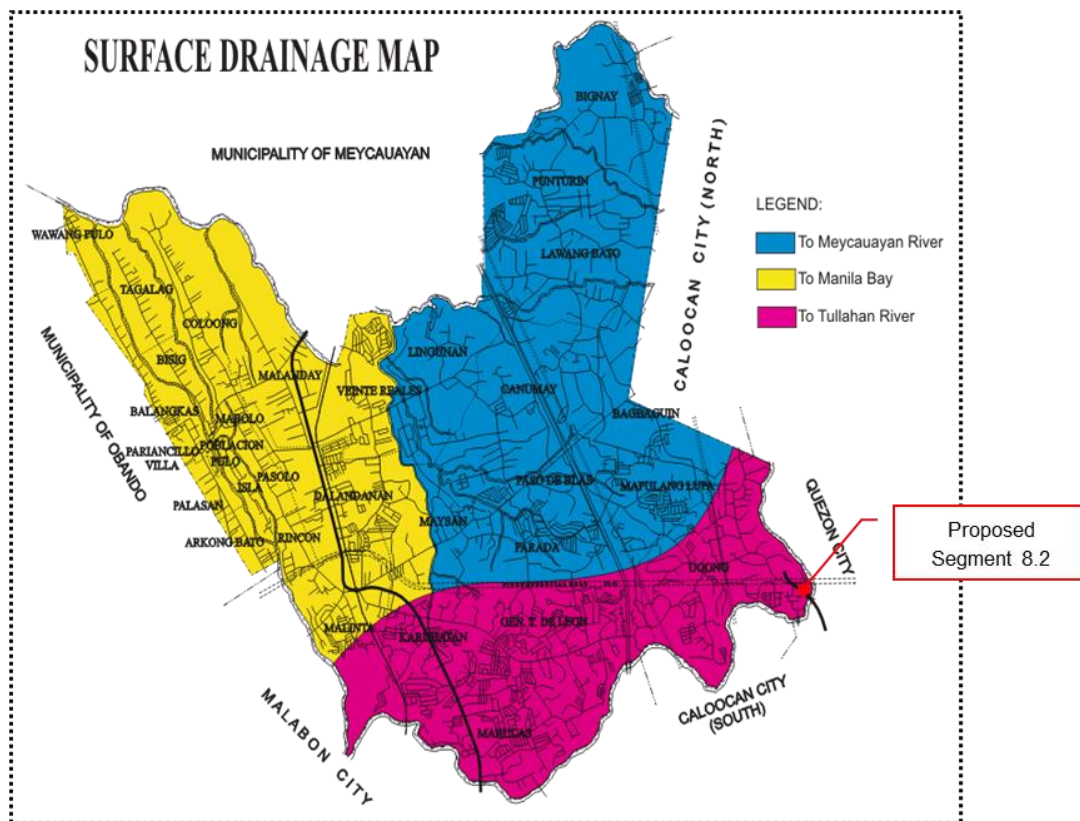 SURFACE DRAINAGE MAP
BIGNAY
MUNICIPALITY OF MEYCAUAYAN
PUNTURIN
CALOOCAN CITY (NORTH)
LEGEND:
To Meycauayan River
To Manila Bay
To Tullahan River
WAWANG PULO
LAWANG BATO
TAGALAG
COLOONG
MUNICIPALITY OF OBANDO
BISIG
LINGUNAN
MALANDAY
VEINTE REALES
CANUMAY
BALANGKAS
MABOLO
BAGBAGUIN
POBLACION
PARIANCILLO
VILLA
PULO
PASOLO
ISLA
PASO DE BLAS
MAPULANG LUPA
DALANDANAN
PALASAN
QUEZON CITY
MAYSAN
ARKONG BATO
RINCON
PARADA
Proposed
Segment 8.2
UGONG
GEN. T. DE LEON
MALINTA
KARUHATAN
CALOOCAN CITY
(SOUTH)
MALABON CITY
MARULAS